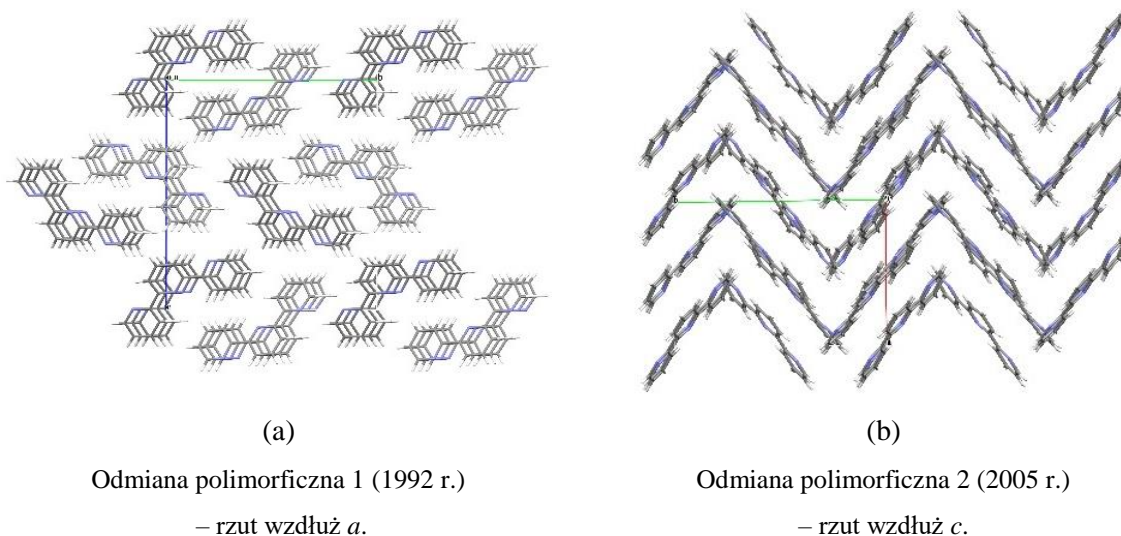 (a)
(b)
Odmiana polimorficzna 1 (1992 r.)
– rzut wzdłuż a.
Odmiana polimorficzna 2 (2005 r.)
– rzut wzdłuż c.